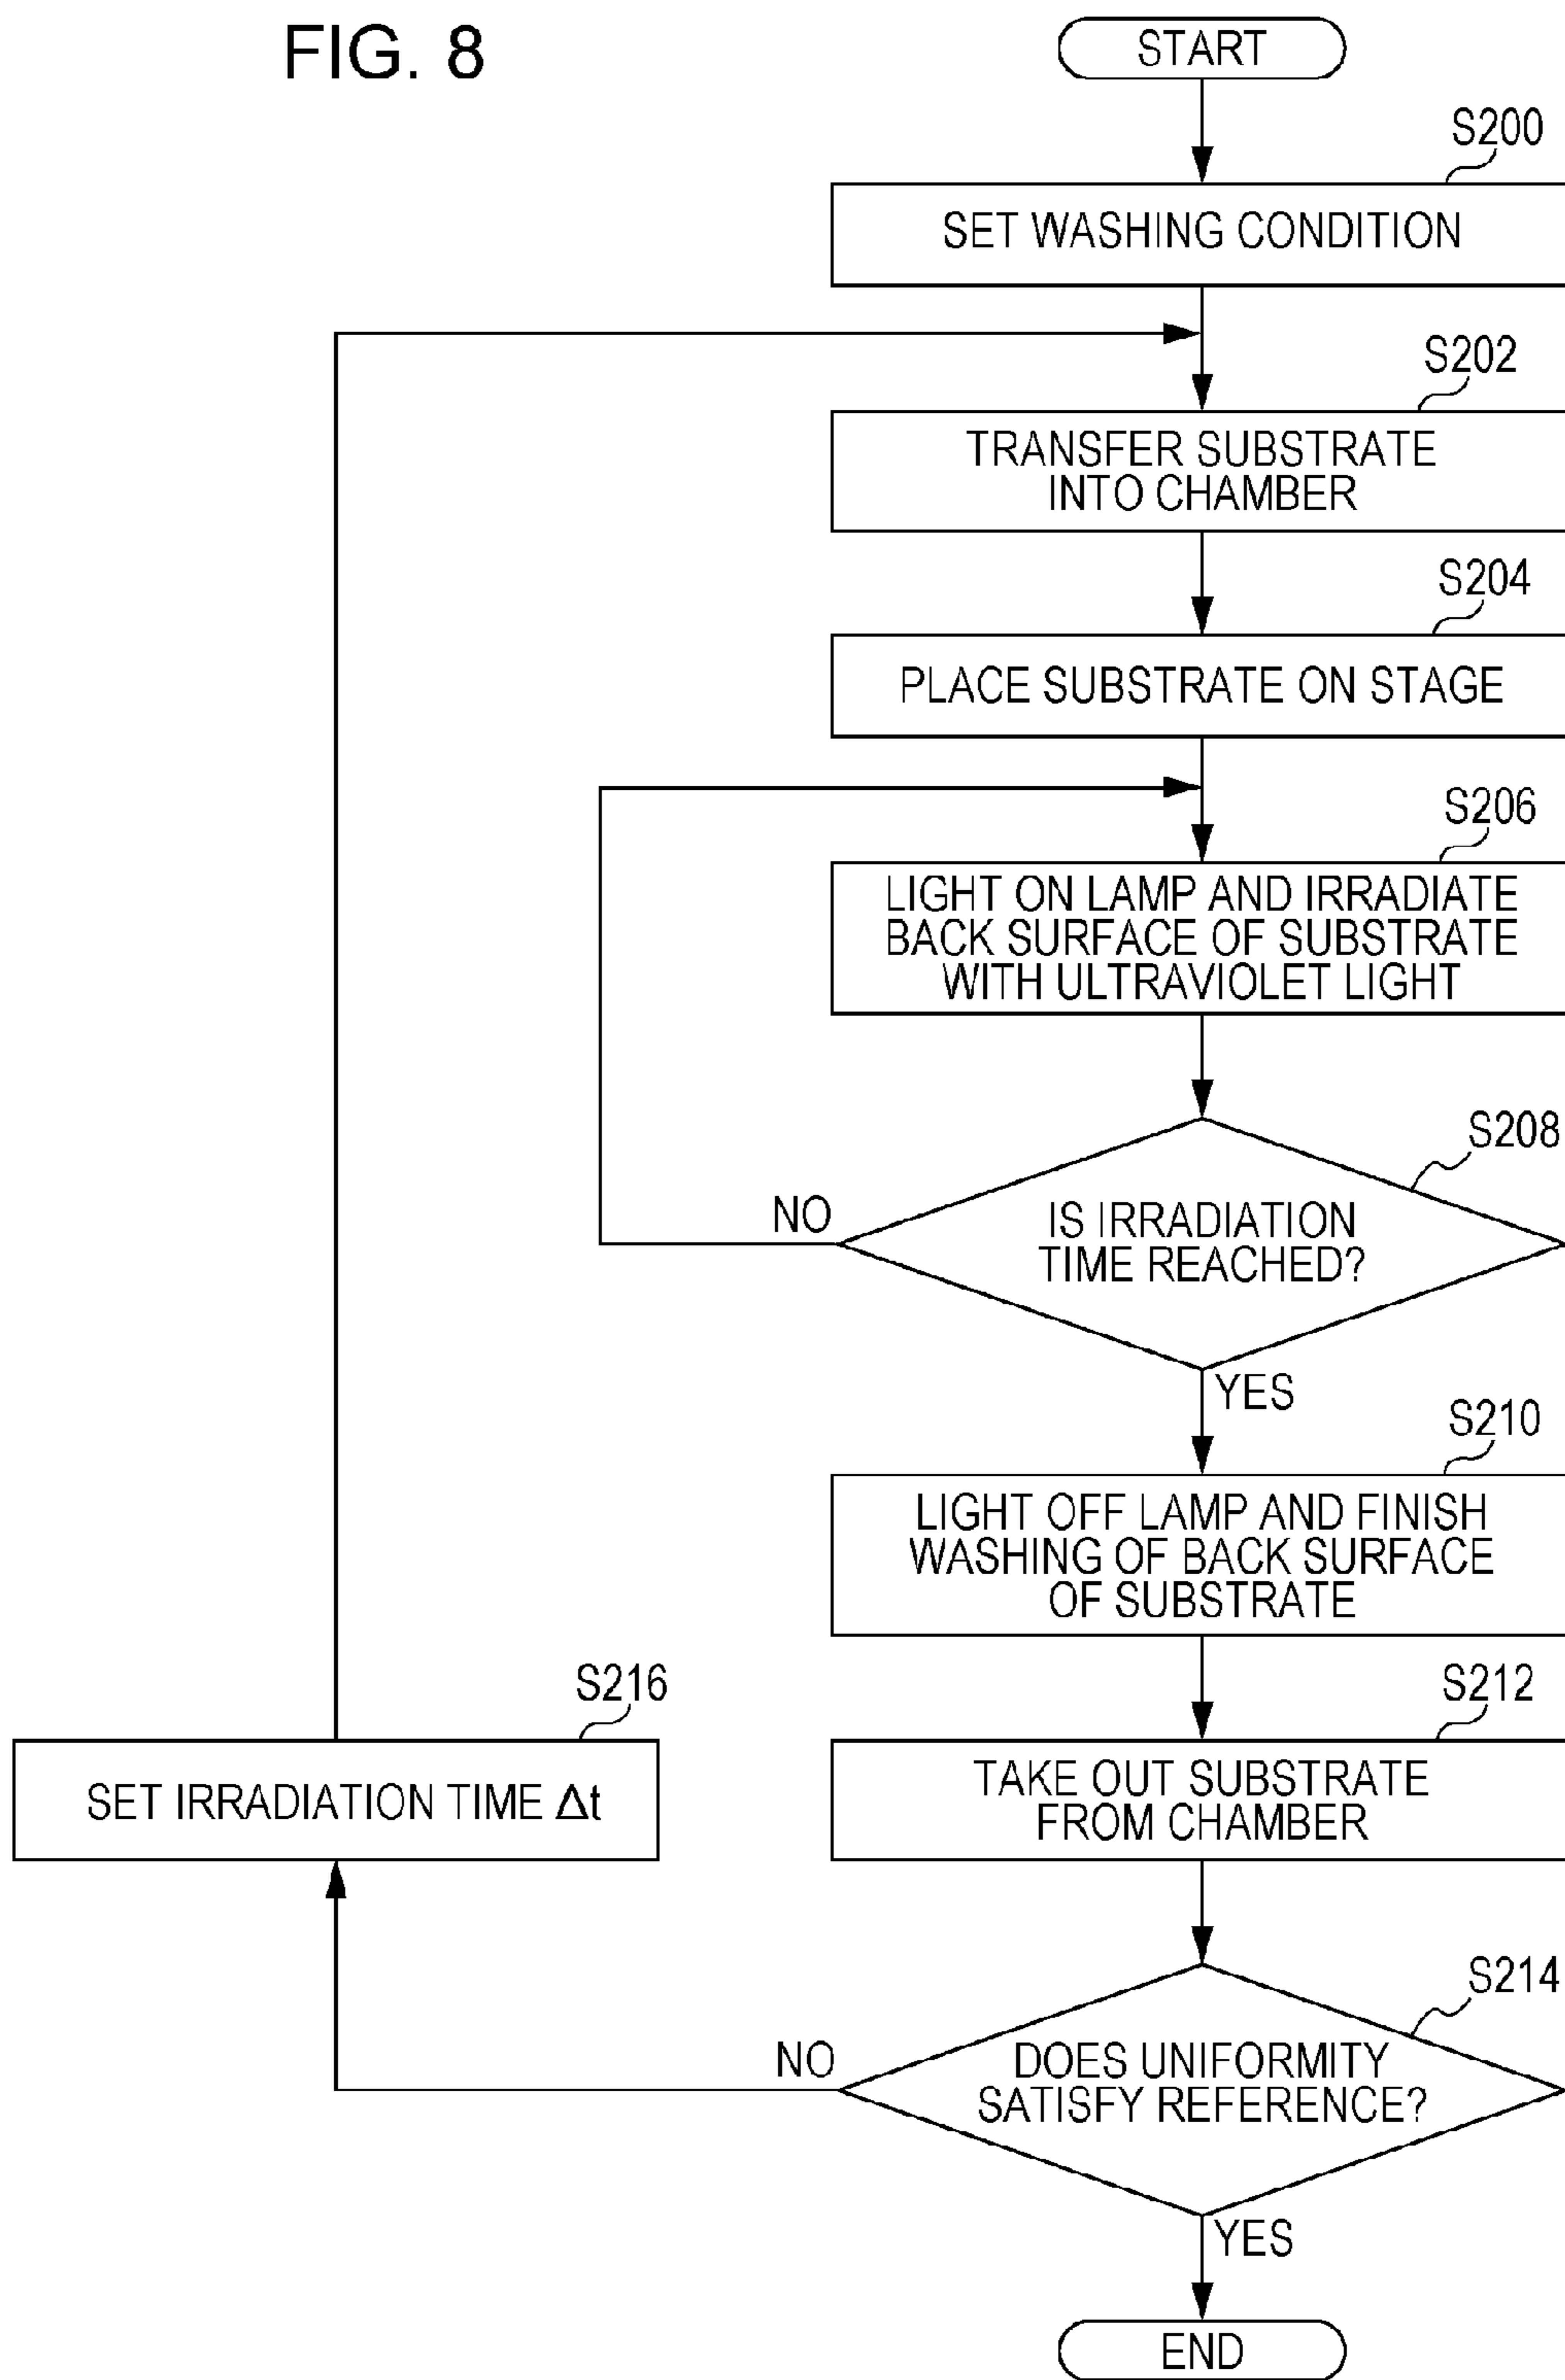 FIG. 8
START
S200
SET WASHING CONDITION
S202
TRANSFER SUBSTRATE
INTO CHAMBER
S204
PLACE SUBSTRATE ON STAGE
S206
LIGHT ON LAMP AND IRRADIATE
BACK SURFACE OF SUBSTRATE
WITH ULTRAVIOLET LIGHT
S208
NO
IS IRRADIATION
TIME REACHED?
YES
S210
LIGHT OFF LAMP AND FINISH
WASHING OF BACK SURFACE
OF SUBSTRATE
S216
SET IRRADIATION TIME Δt
S212
TAKE OUT SUBSTRATE
FROM CHAMBER
S214
NO
DOES UNIFORMITY
SATISFY REFERENCE?
YES
END